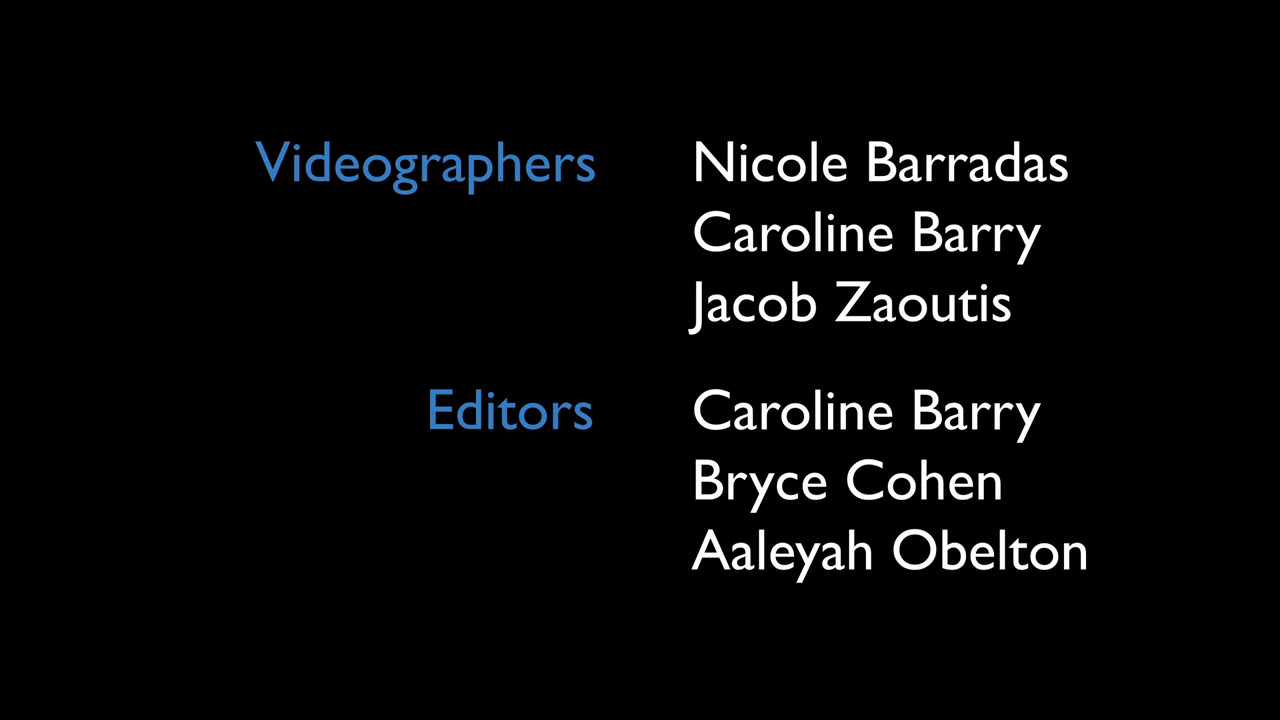 Videographers Nicole Barradas
Caroline Barry
Jacob Zaoutis
Editors Caroline Barry
Bryce Cohen
Aaleyah Obelton